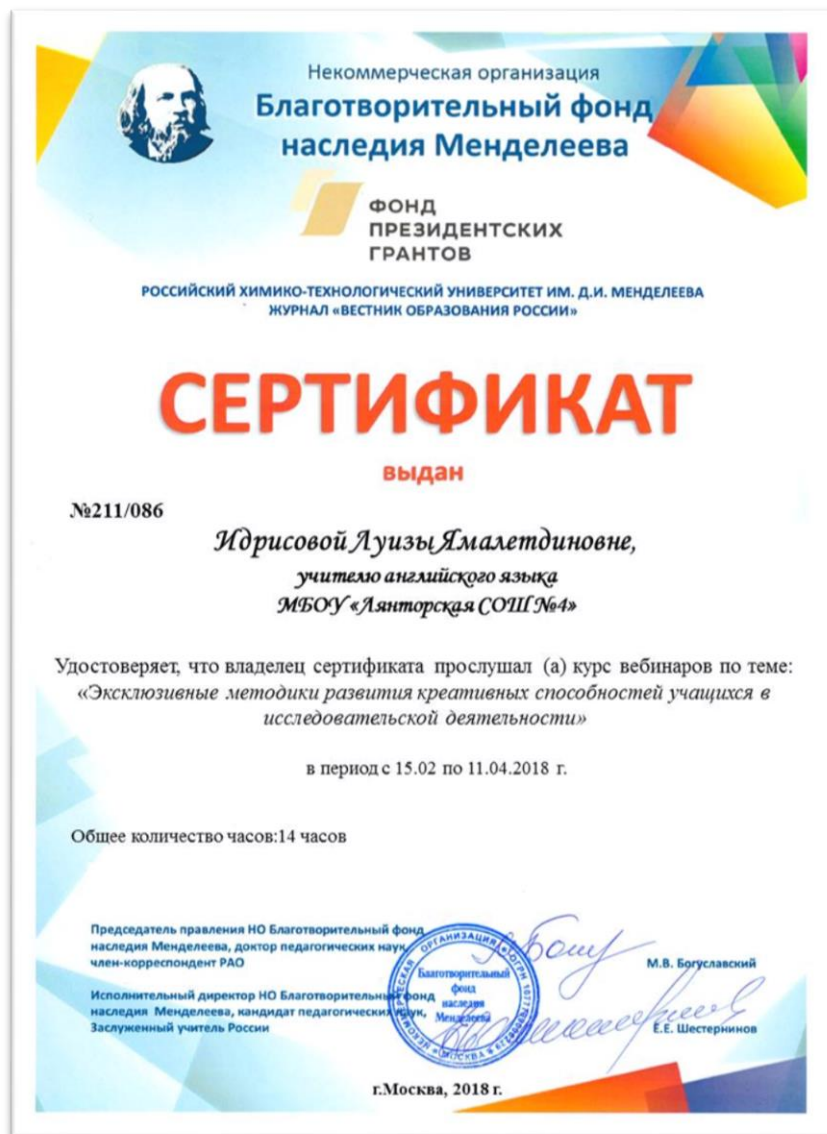 Некоммерческая организация
Благотворительный фонд
наследия Менделеева
ФОНД
ПРЕЗИДЕНТСКИХ
ГРАНТОВ
РОССИЙСКИЙ ХИМИКО-ТЕХНОЛОГИЧЕСКИЙ УНИВЕРСИТЕТ ИМ. Д.И. МЕНДЕЛЕЕВА
ЖУРНАЛ «ВЕСТНИК ОБРАЗОВАНИЯ РОССИИ»
СЕРТИФИКАТ
выдан
№211/086
Идрисовой Луизы Ямалетдиновне,
учителю английского языка
МБОУ «Лянторская СОШ №4»
Удостоверяет, что владелец сертификата прослушал (а) курс вебинаров по теме:
«Эксклюзивные методики развития креативных способностей учащихся в
исследовательской деятельности»
в период с 15.02 по 11.04.2018 г.
Общее количество часов:14 часов
Председатель правления НО Благотворительный фонд
наследия Менделеева, доктор педагогических наук,
член-корреспондент РАО
М.В. Богуславский
Исполнительный директор НО Благотворительный фонд
наследия Менделеева, кандидат педагогических наук,
Заслуженный учитель России
Е.Е. Шестернинов
НЕКОММЕРЧЕСКАЯ ОРГАНИЗАЦИЯ
ОГРН
МОСКВА
Благотворительный
фонд
наследия
Менделеева
г.Москва, 2018 г.